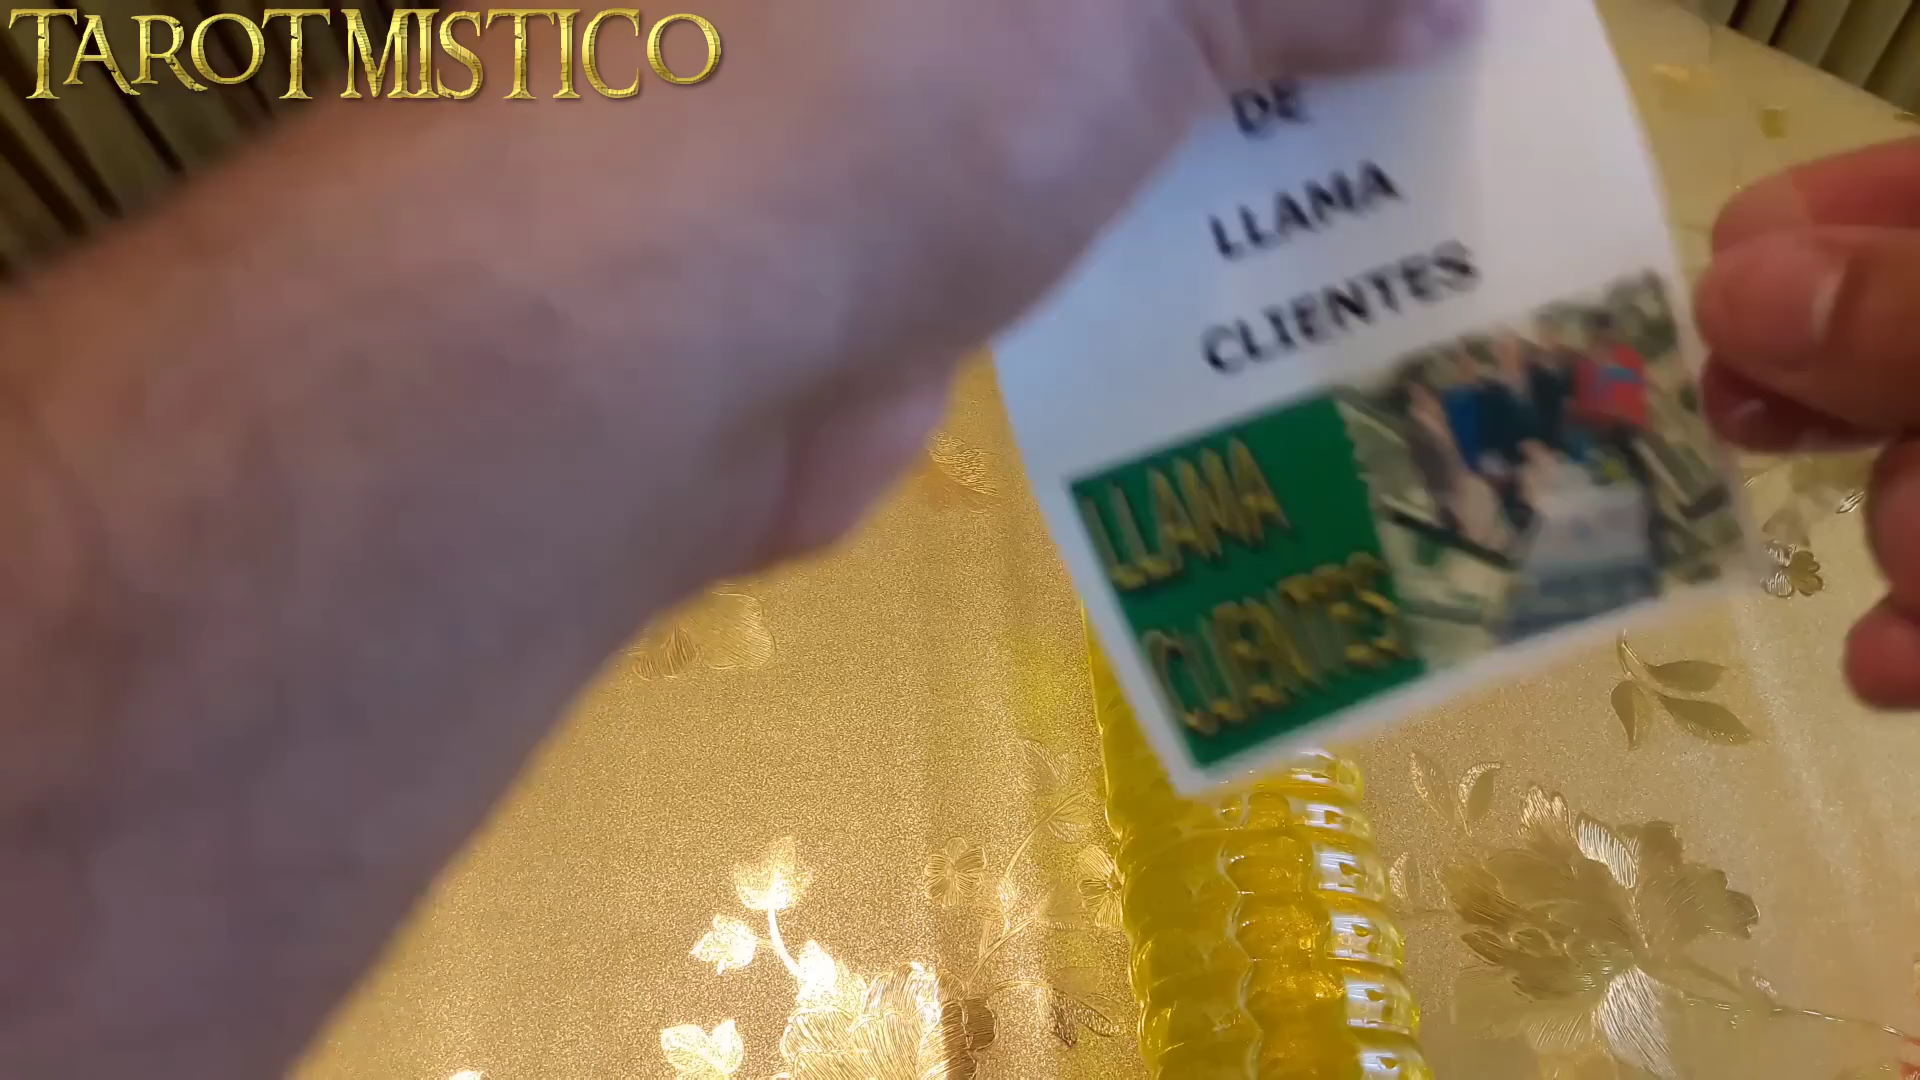 TAROT MISTICO
DE
LLAMA
CLIENTES
LLAMA
CLIENTES